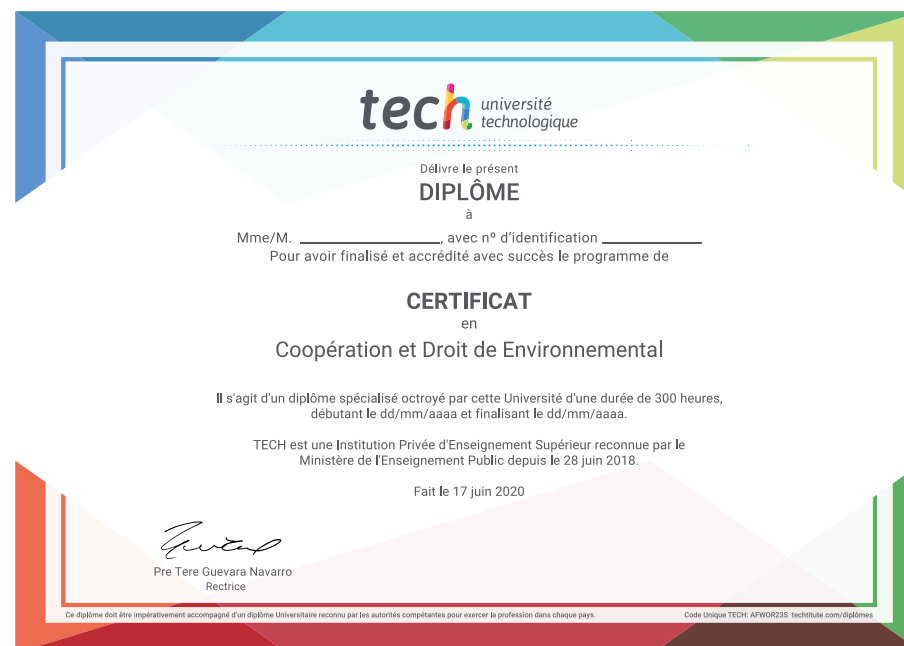 tech université
technologique
Délivre le présent
DIPLÔME
à
Mme/M. ____________________, avec nº d'identification ______________
Pour avoir finalisé et accrédité avec succès le programme de
CERTIFICAT
en
Coopération et Droit de Environnemental
Il s'agit d'un diplôme spécialisé octroyé par cette Université d'une durée de 300 heures,
débutant le dd/mm/aaaa et finalisant le dd/mm/aaaa.
TECH est une Institution Privée d'Enseignement Supérieur reconnue par le
Ministère de l'Enseignement Public depuis le 28 juin 2018.
Fait le 17 juin 2020
Pre Tere Guevara Navarro
Rectrice
Ce diplôme doit être impérativement accompagné d'un diplôme Universitaire reconnu par les autorités compétentes pour exercer la profession dans chaque pays.
Code Unique TECH: AFWOR23S techtitute.com/diplômes